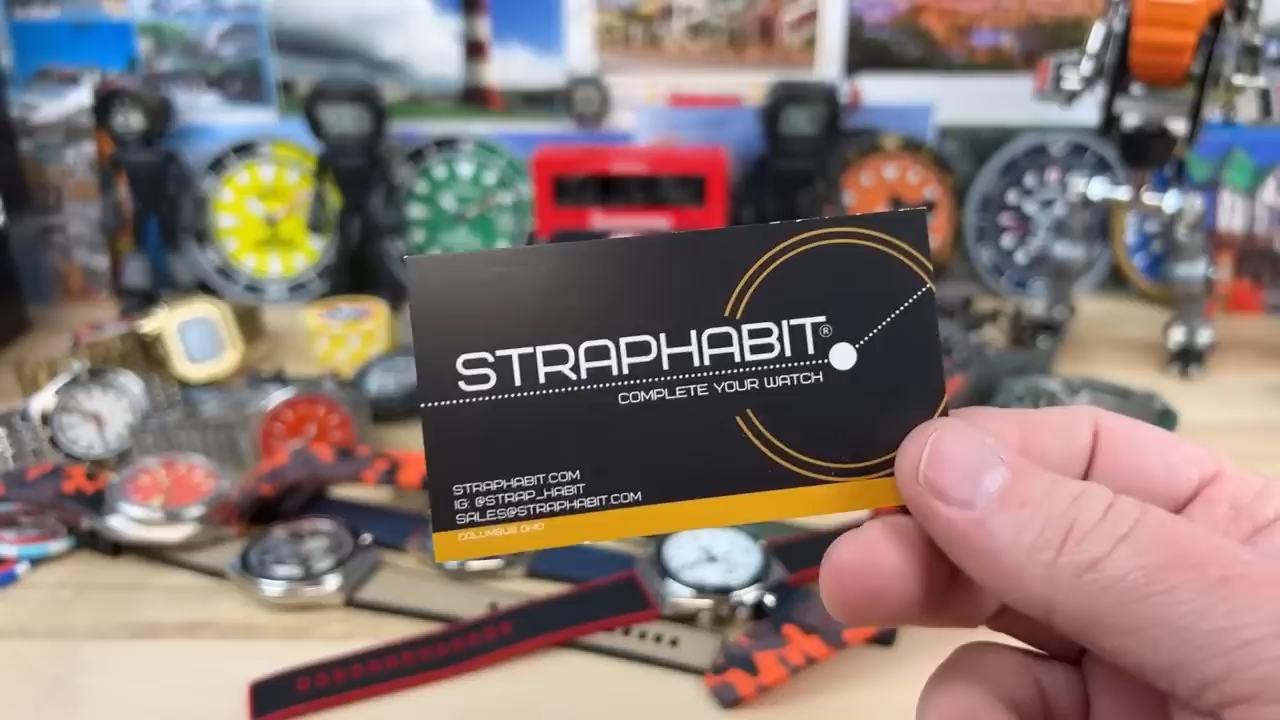 STRAPHABIT®
COMPLETE YOUR WATCH
STRAPHABIT.COM
IG: @STRAP_HABIT
SALES@STRAPHABIT.COM
COLUMBUS OHIO